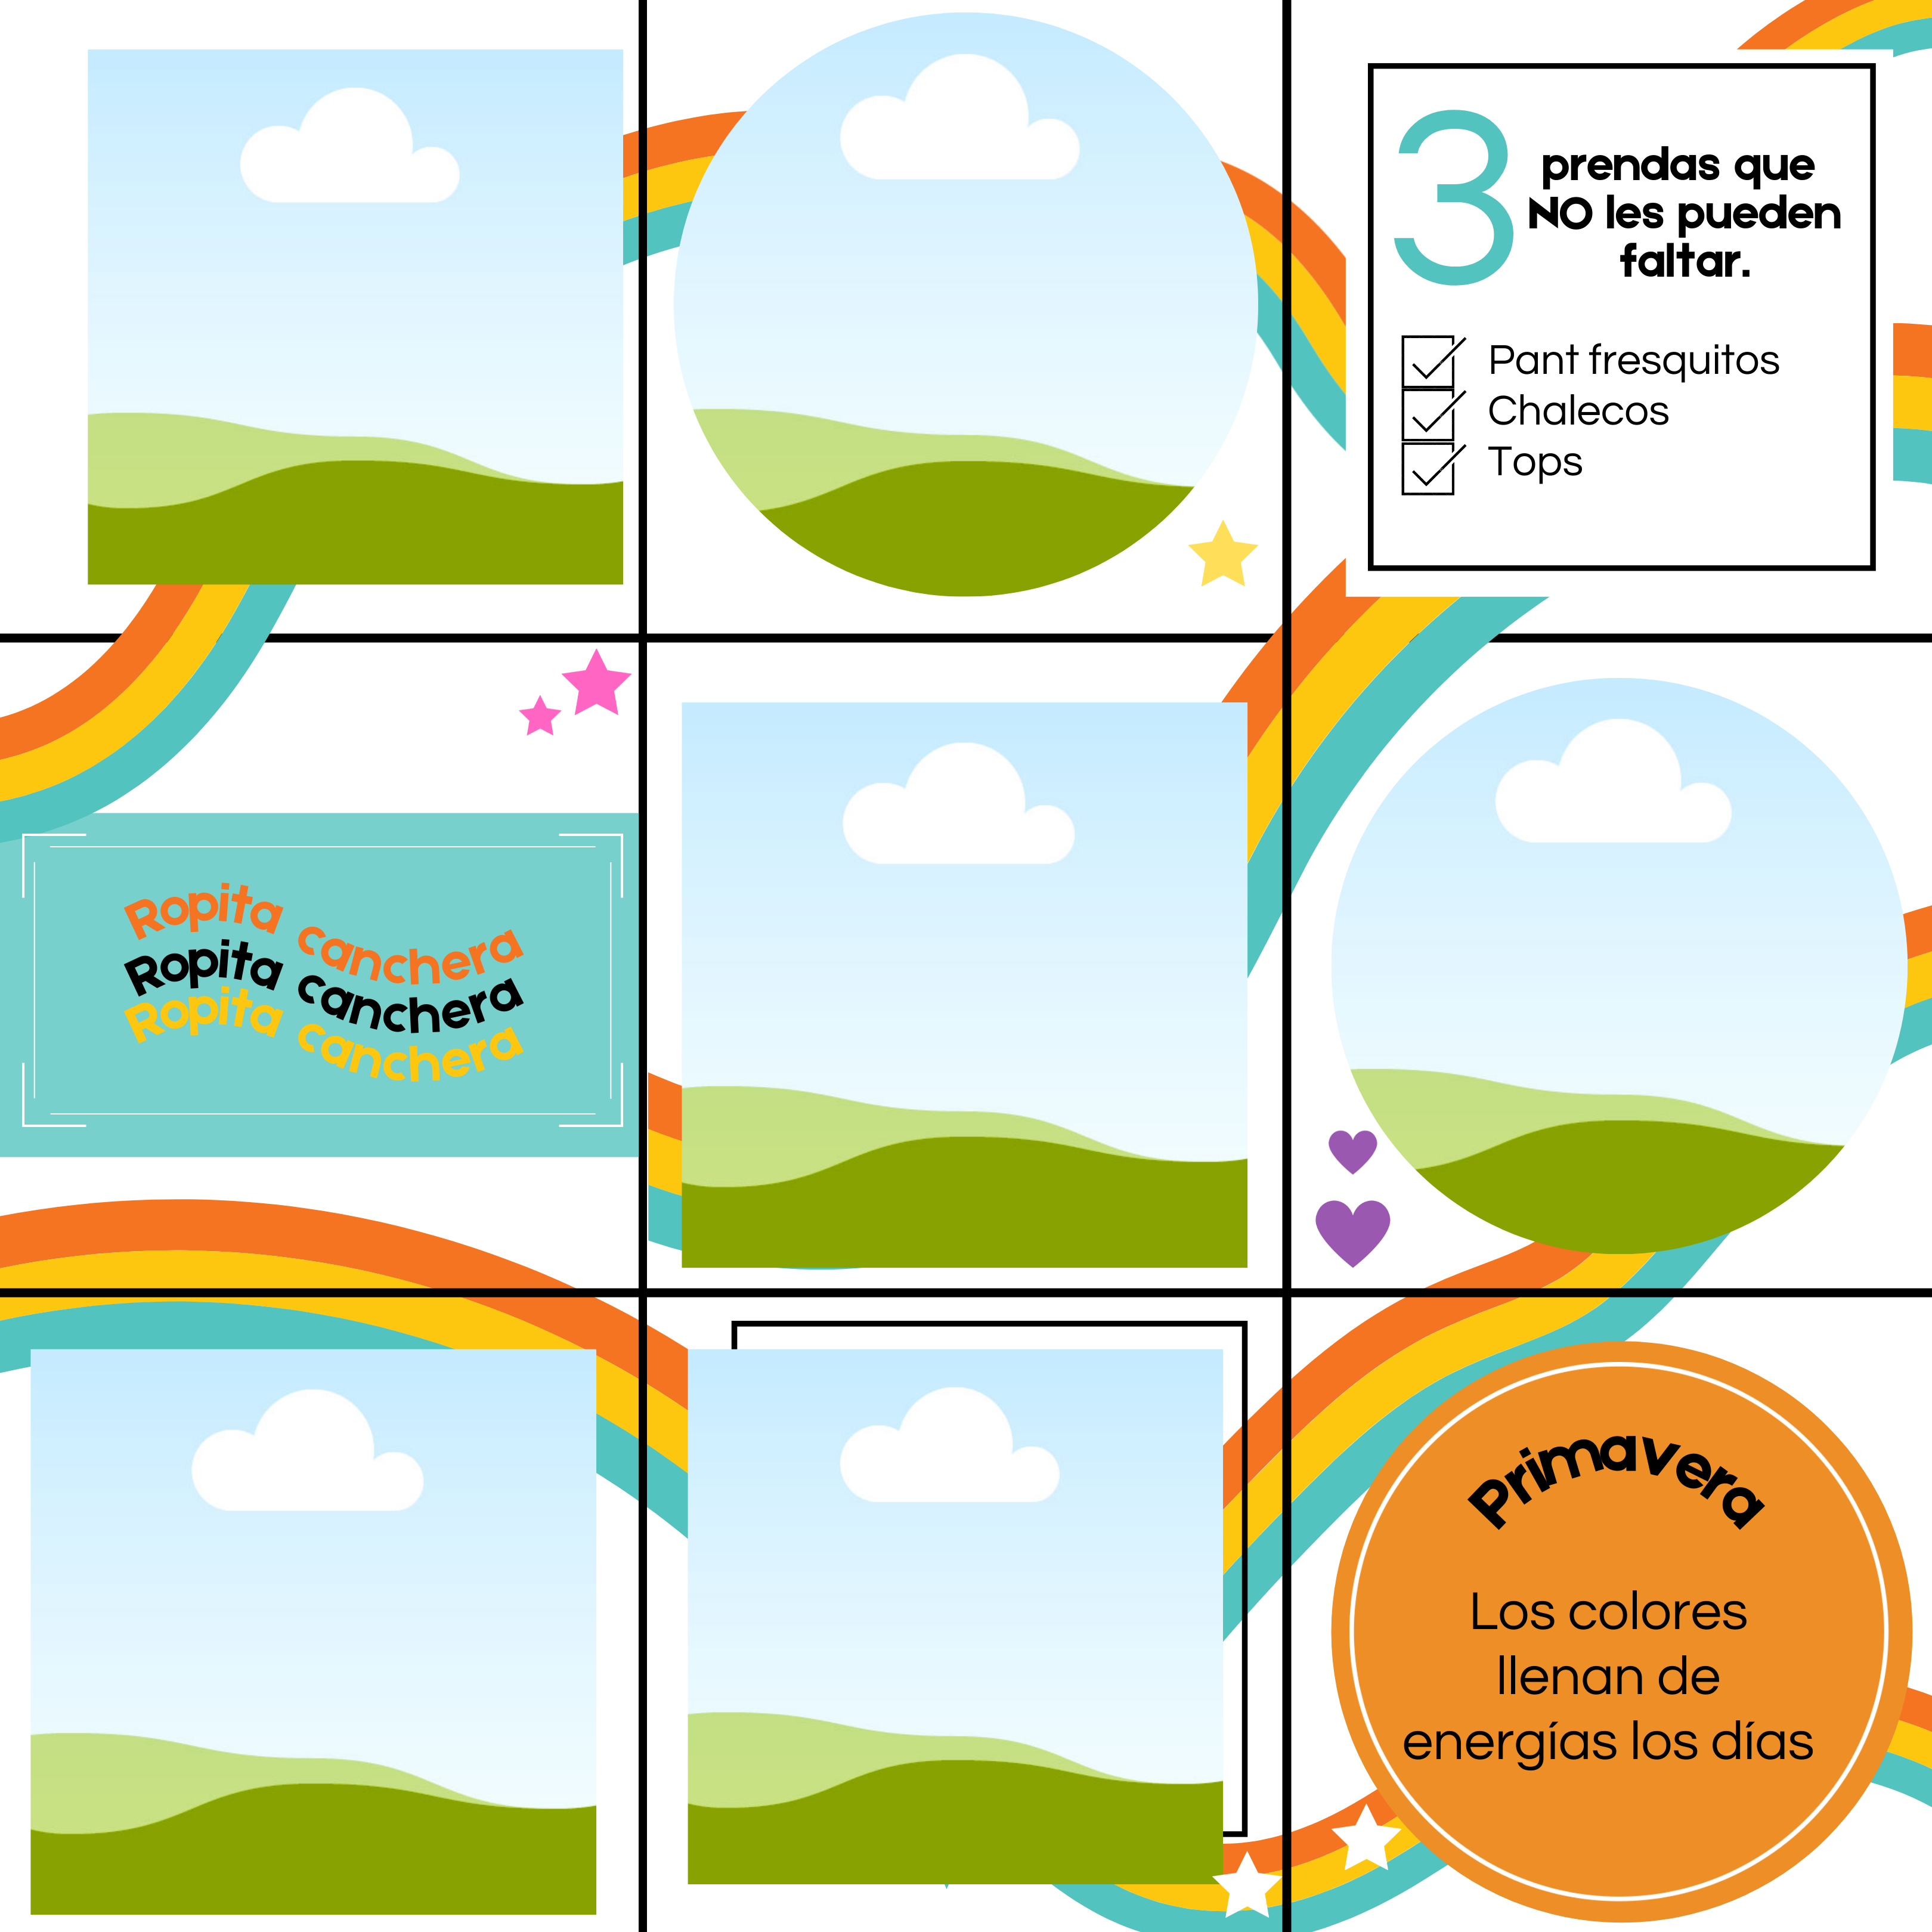 3 prendas que
NO les pueden
faltar.
Pant fresquitos
Chalecos
Tops
Ropita canchera
Ropita canchera
Ropita canchera
Primavera
Los colores
llenan de
energías los días